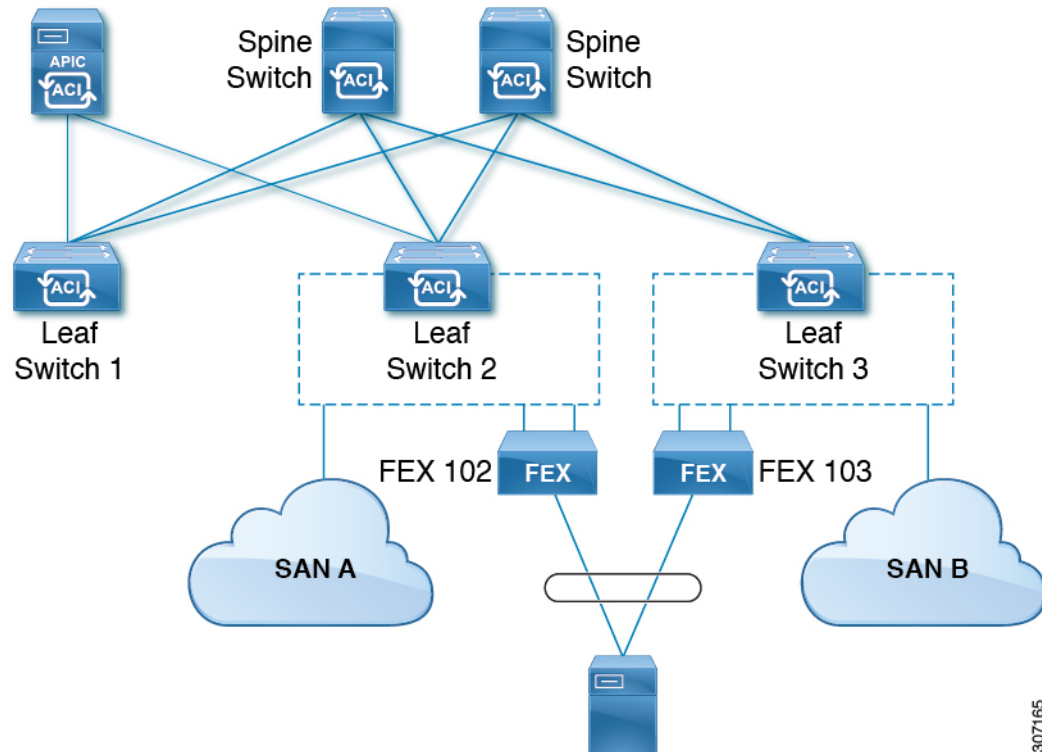 APIC
ACI
Spine
Switch
ACI
ACI
Spine
Switch
ACI
Leaf
Switch 1
ACI
Leaf
Switch 2
ACI
Leaf
Switch 3
FEX 102
FEX
FEX
FEX 103
SAN A
SAN B
307165